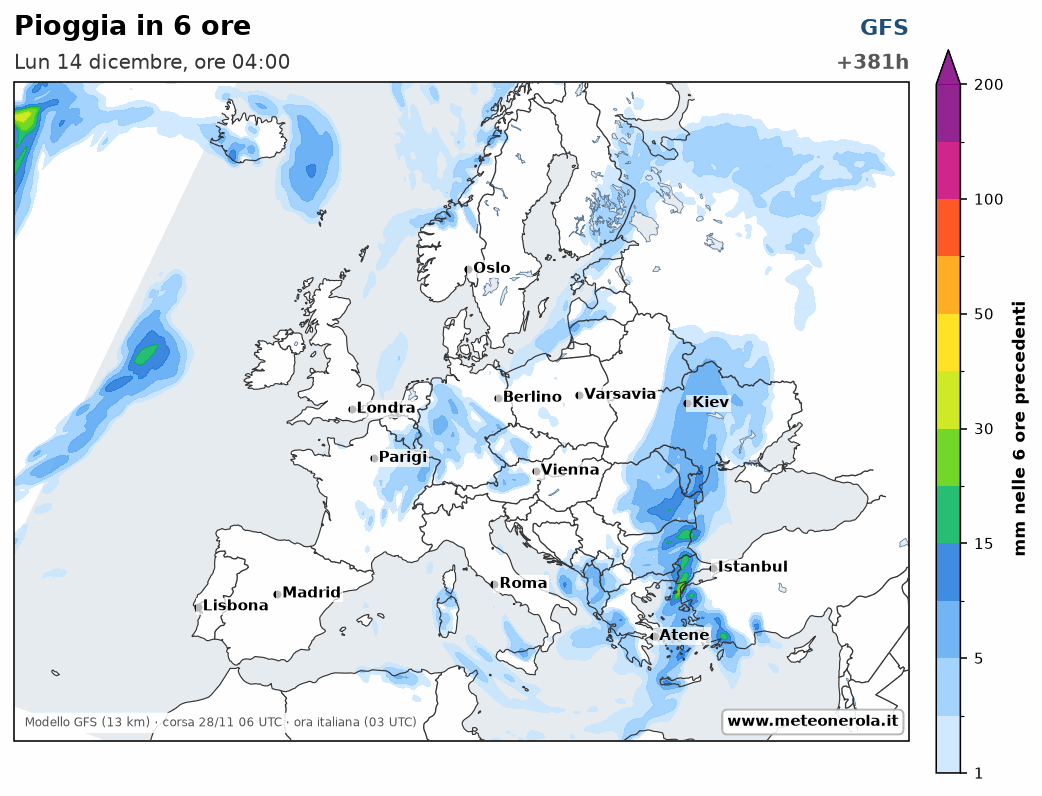 Pioggia in 6 ore
GFS
Lun 14 dicembre, ore 04:00
+381h
200
100
50
30
15
5
1
mm nelle 6 ore precedenti
Oslo
Berlino
Varsavia
Kiev
Londra
Parigi
Vienna
Istanbul
Roma
Madrid
Lisbona
Atene
Modello GFS (13 km) · corsa 28/11 06 UTC · ora italiana (03 UTC)
www.meteonerola.it